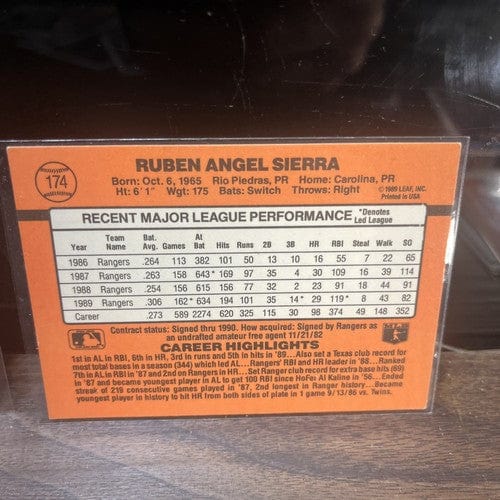 174
RUBEN ANGEL SIERRA
Born: Oct. 6, 1965 Rio Piedras, PR Home: Carolina, PR
Ht: 6' 1" Wgt: 175 Bats: Switch Throws: Right
© 1989 LEAF, INC.
Printed in USA
RECENT MAJOR LEAGUE PERFORMANCE *Denotes Led League
Year Team Name Bat. Avg. Games At Bat Hits Runs 2B 3B HR RBI Steal Walk SO
1986 Rangers .264 113 382 101 50 13 10 16 55 7 22 65
1987 Rangers .263 158 643* 169 97 35 4 30 109 16 39 114
1988 Rangers .254 156 615 156 77 32 2 23 91 18 44 91
1989 Rangers .306 162* 634 194 101 35 14* 29 119* 8 43 82
Career .273 589 2274 620 325 115 30 98 374 49 148 352
Contract status: Signed thru 1990. How acquired: Signed by Rangers as
an undrafted amateur free agent 11/21/82
CAREER HIGHLIGHTS
1st in AL in RBI, 6th in HR, 3rd in runs and 5th in hits in '89...Also set a Texas club record for
most total bases in a season (344) which led AL...Rangers' RBI and HR leader in '88...Ranked
7th in AL in RBI in '87 and 2nd on Rangers in HR...Set Ranger club record for extra base hits (69)
in '87 and became youngest player in AL to get 100 RBI since HoFer Al Kaline in '56...Ended
streak of 219 consecutive games played in '87, 2nd longest in Ranger history...Became
youngest switch-hitter in history to hit HR from both sides of plate in 1 game 9/13/86 vs. Twins.